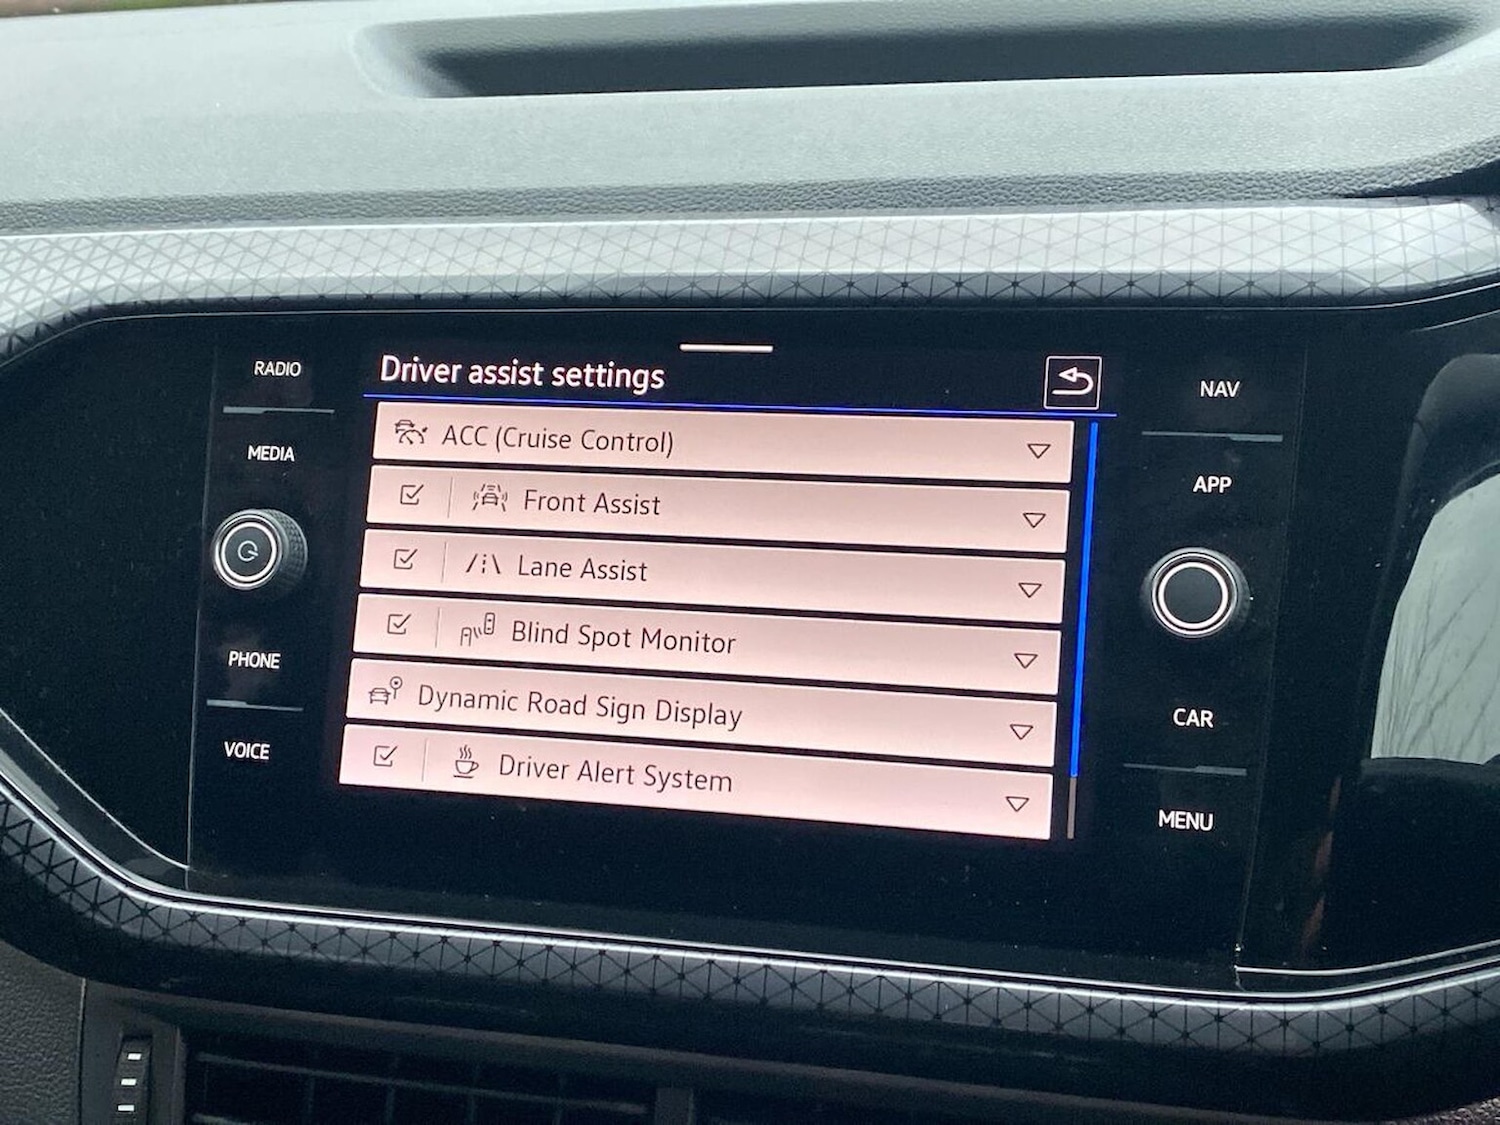 RADIO
MEDIA
PHONE
VOICE
Driver assist settings
ACC (Cruise Control)
Front Assist
Lane Assist
Blind Spot Monitor
Dynamic Road Sign Display
Driver Alert System
NAV
APP
CAR
MENU